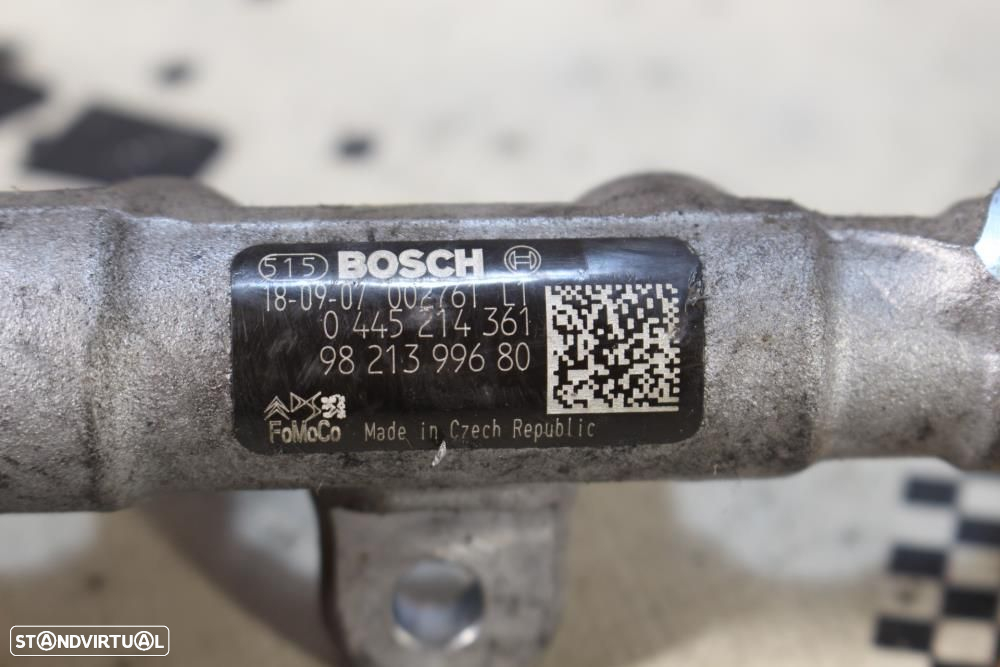 515 BOSCH
18-09-07 002761 L1
0 445 214 361
98 213 996 80
DS
FoMoCo Made in Czech Republic
STANDVIRTUAL